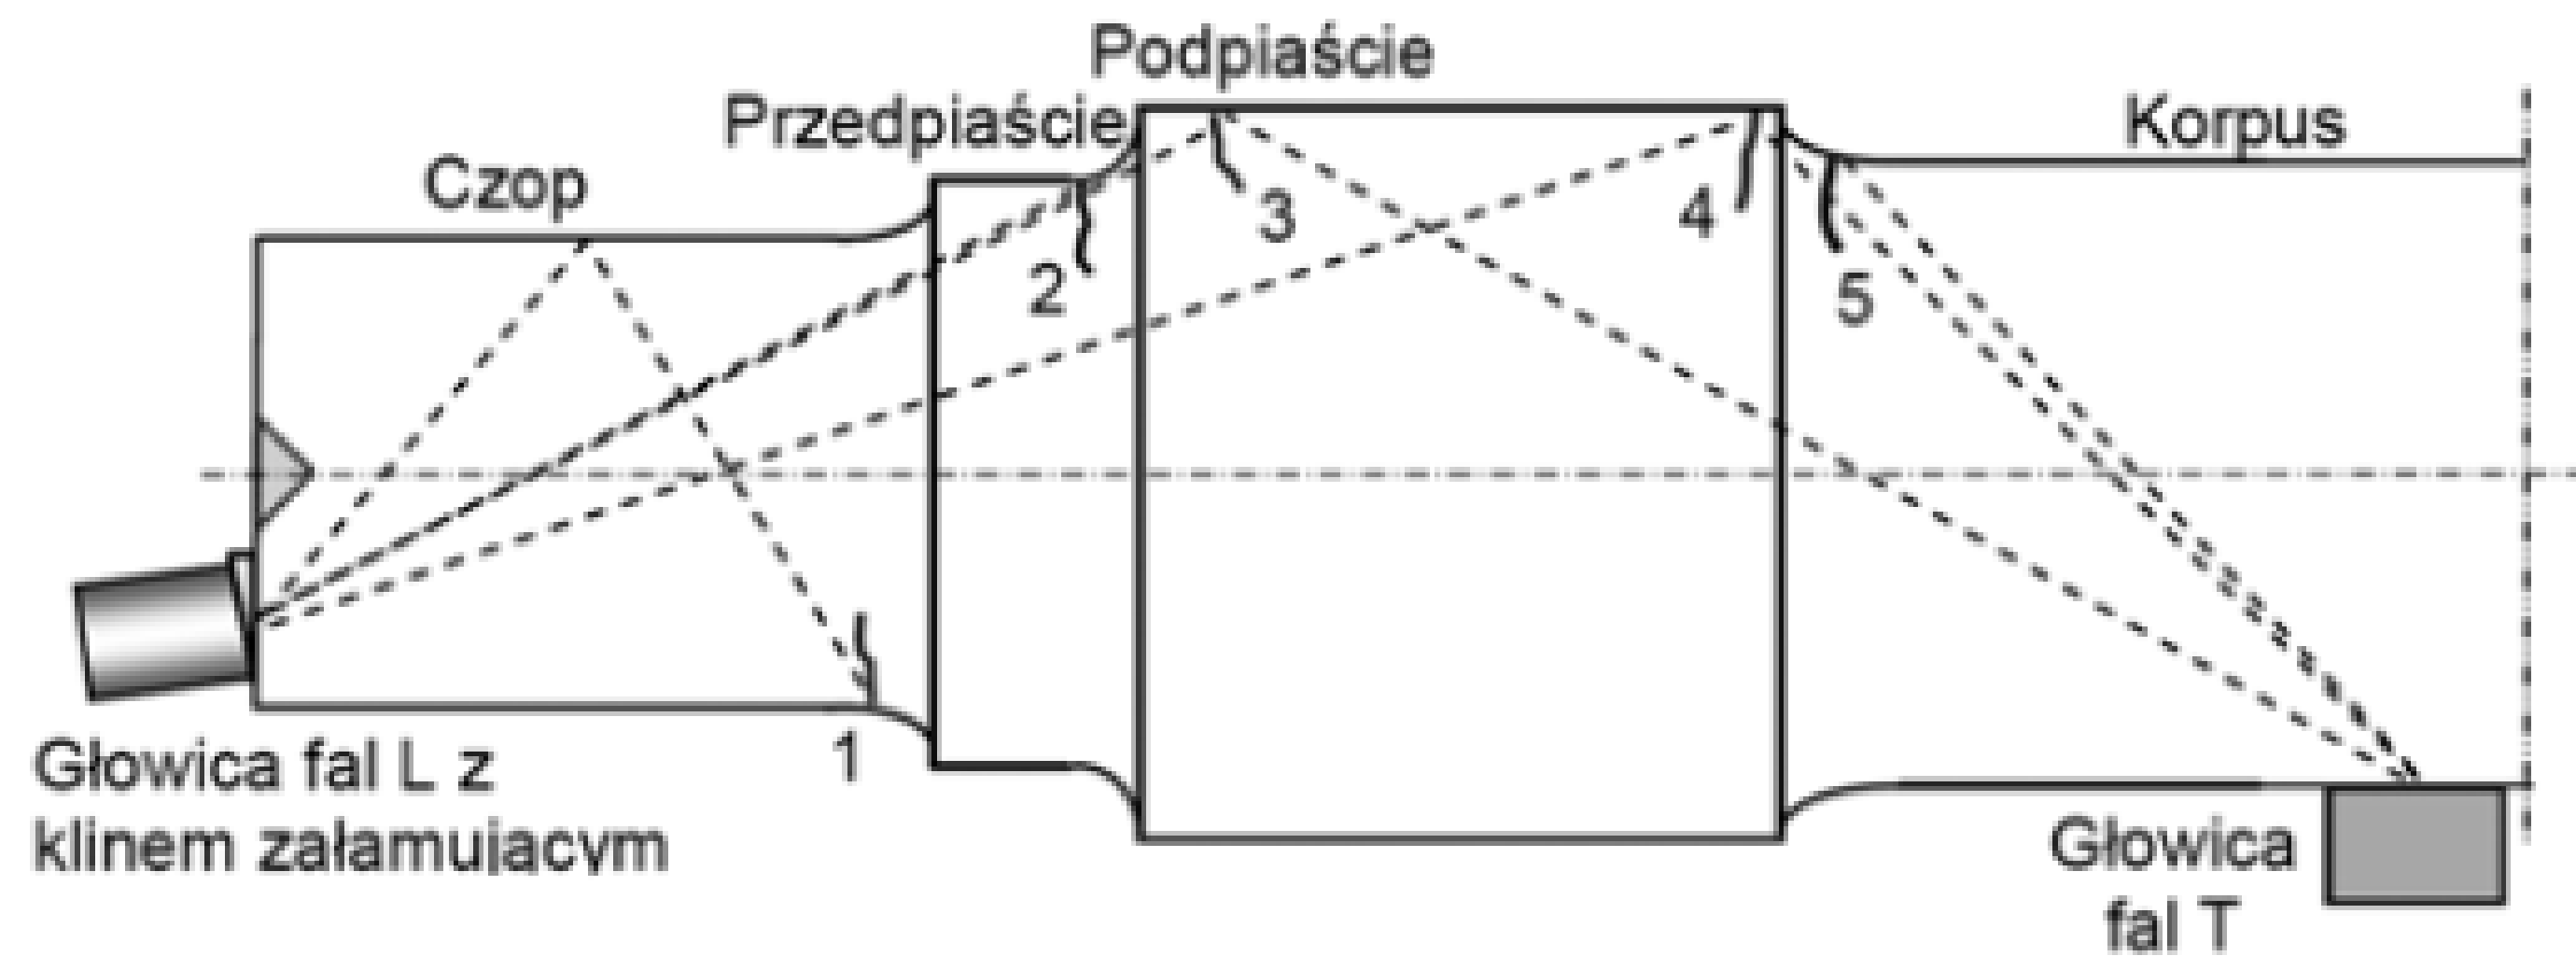 Podpiaście
Przedpiaście
Korpus
Czop
3
4
2
5
1
Głowica fal L z
klinem załamującym
Głowica
fal T